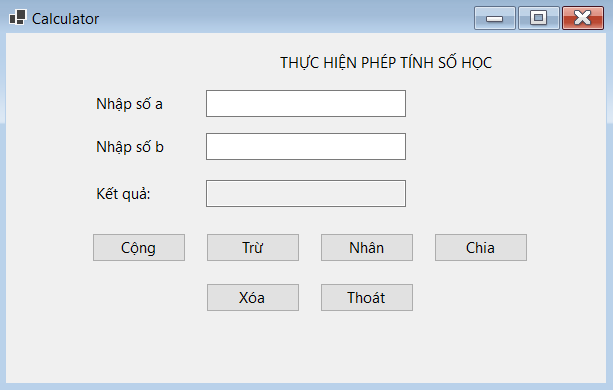 Calculator
THỰC HIỆN PHÉP TÍNH SỐ HỌC
Nhập số a
Nhập số b
Kết quả:
Cộng Trừ Nhân Chia
Xóa Thoát